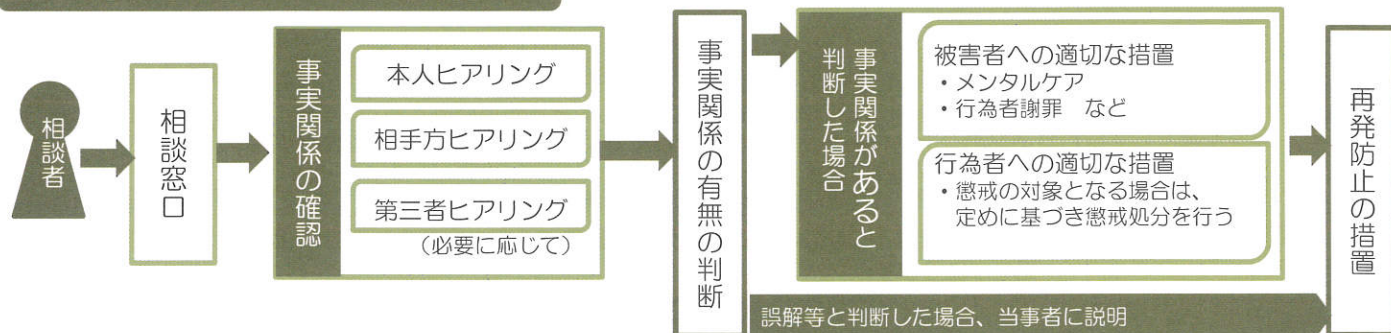 相談者
相談窓口
事実関係の確認
本人ヒアリング
相手方ヒアリング
第三者ヒアリング
（必要に応じて）
事実関係の有無の判断
事実関係があると
判断した場合
被害者への適切な措置
・メンタルケア
・行為者謝罪　など
行為者への適切な措置
・懲戒の対象となる場合は、
定めに基づき懲戒処分を行う
誤解等と判断した場合、当事者に説明
再発防止の措置